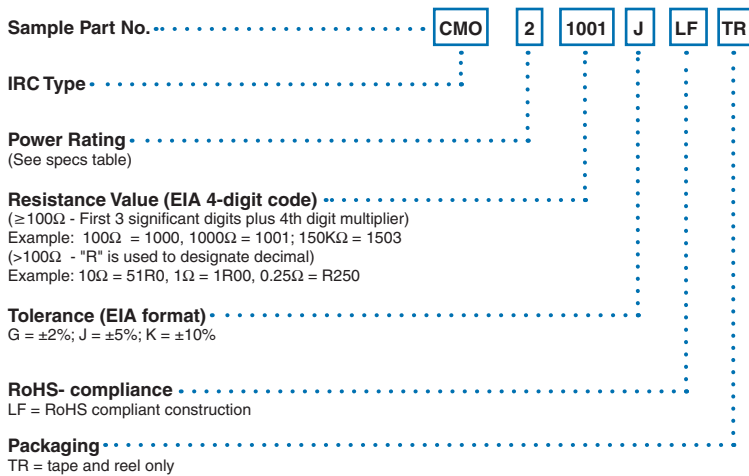 Sample Part No. CMO 2 1001 J LF TR
IRC Type
Power Rating
(See specs table)
Resistance Value (EIA 4-digit code)
(≥100Ω - First 3 significant digits plus 4th digit multiplier)
Example: 100Ω = 1000, 1000Ω = 1001; 150KΩ = 1503
(>100Ω - "R" is used to designate decimal)
Example: 10Ω = 51R0, 1Ω = 1R00, 0.25Ω = R250
Tolerance (EIA format)
G = ±2%; J = ±5%; K = ±10%
RoHS- compliance
LF = RoHS compliant construction
Packaging
TR = tape and reel only